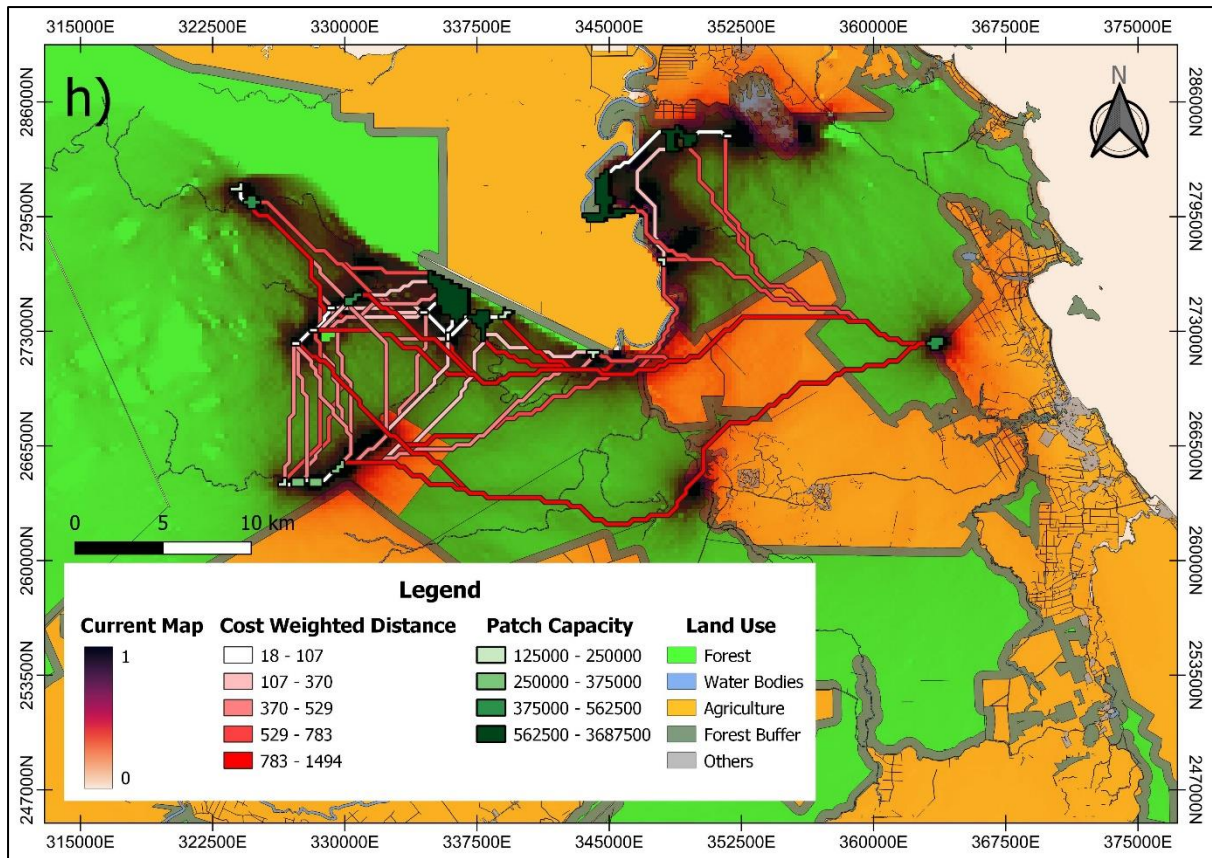 315000E 322500E 330000E 337500E 345000E 352500E 360000E 367500E 375000E
h)
N
286000N 286000N
279500N 279500N
273000N 273000N
266500N 266500N
0 5 10 km
260000N 260000N
Legend
Current Map Cost Weighted Distance Patch Capacity Land Use
1 18 - 107 125000 - 250000 Forest
107 - 370 250000 - 375000 Water Bodies
370 - 529 375000 - 562500 Agriculture
529 - 783 562500 - 3687500 Forest Buffer
0 783 - 1494 Others
253500N 253500N
247000N 247000N
315000E 322500E 330000E 337500E 345000E 352500E 360000E 367500E 375000E